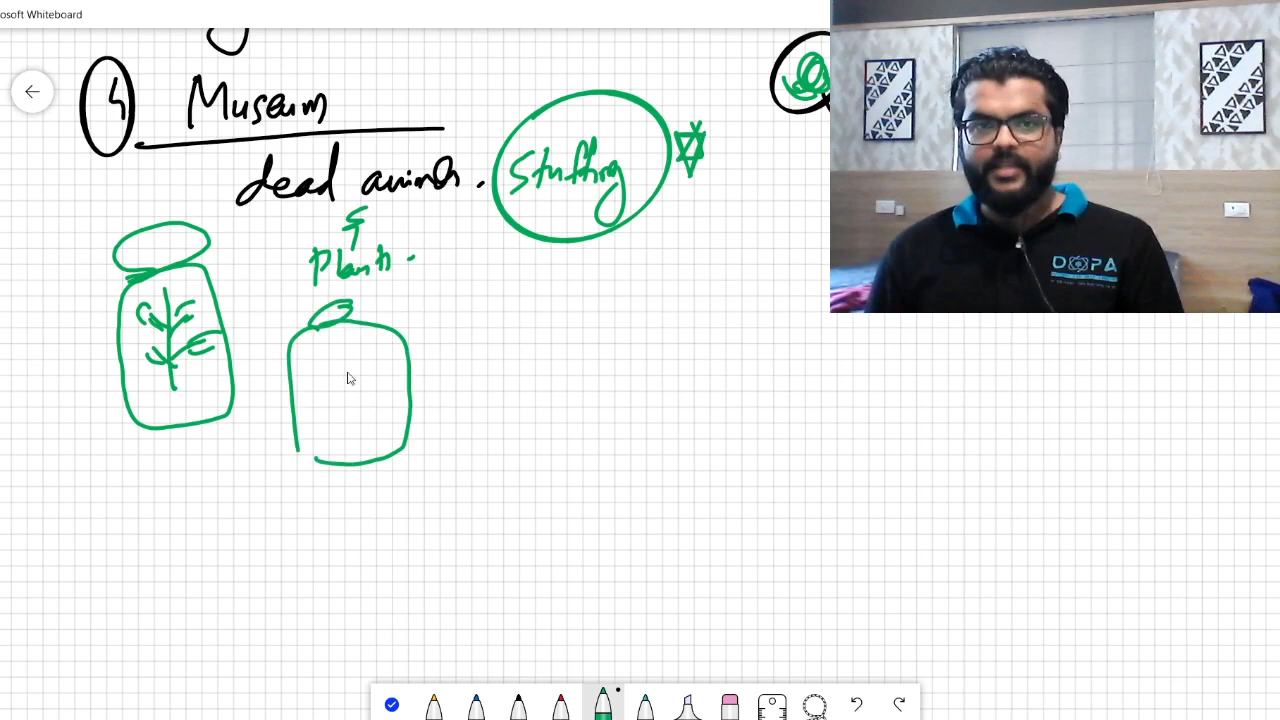 osoft Whiteboard
4 Museum
dead animals.
Stuffing
Plants.
DOPA